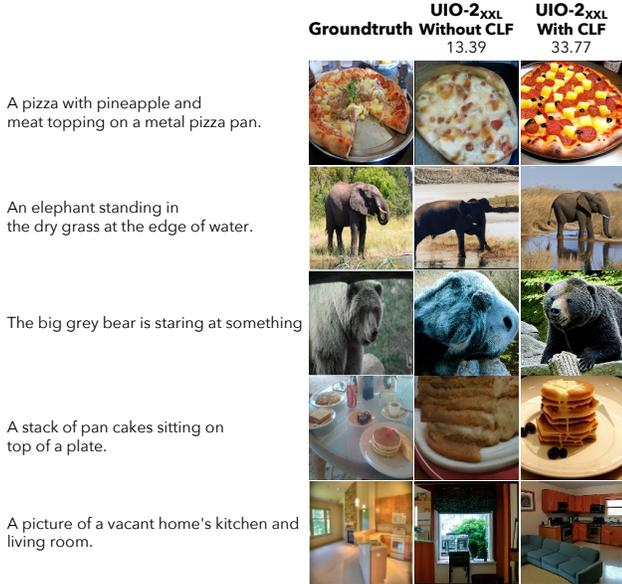 Groundtruth
UIO-2XXL
Without CLF
13.39
UIO-2XXL
With CLF
33.77
A pizza with pineapple and
meat topping on a metal pizza pan.
An elephant standing in
the dry grass at the edge of water.
The big grey bear is staring at something
A stack of pan cakes sitting on
top of a plate.
A picture of a vacant home's kitchen and
living room.